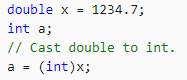 double x = 1234.7;
int a;
// Cast double to int.
a = (int)x;